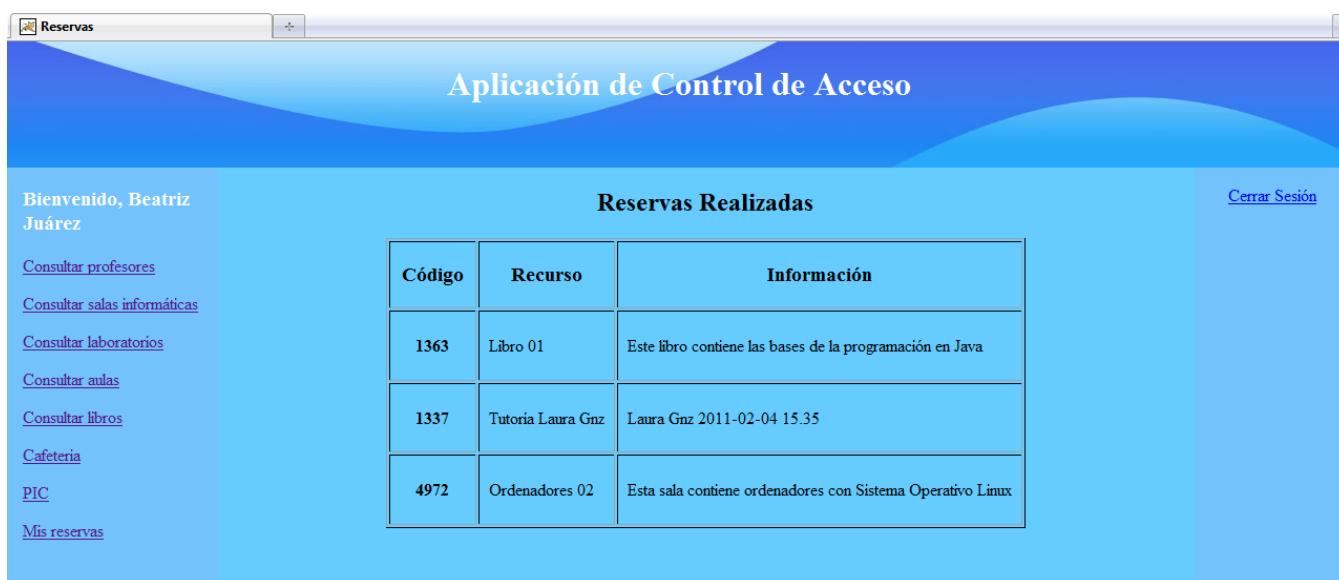 Reservas
Aplicación de Control de Acceso
Bienvenido, Beatriz
Juárez
Consultar profesores
Consultar salas informáticas
Consultar laboratorios
Consultar aulas
Consultar libros
Cafeteria
PIC
Mis reservas
Reservas Realizadas
Código Recurso Información
1363 Libro 01 Este libro contiene las bases de la programación en Java
1337 Tutoria Laura Gnz Laura Gnz 2011-02-04 15.35
4972 Ordenadores 02 Esta sala contiene ordenadores con Sistema Operativo Linux
Cerrar Sesión